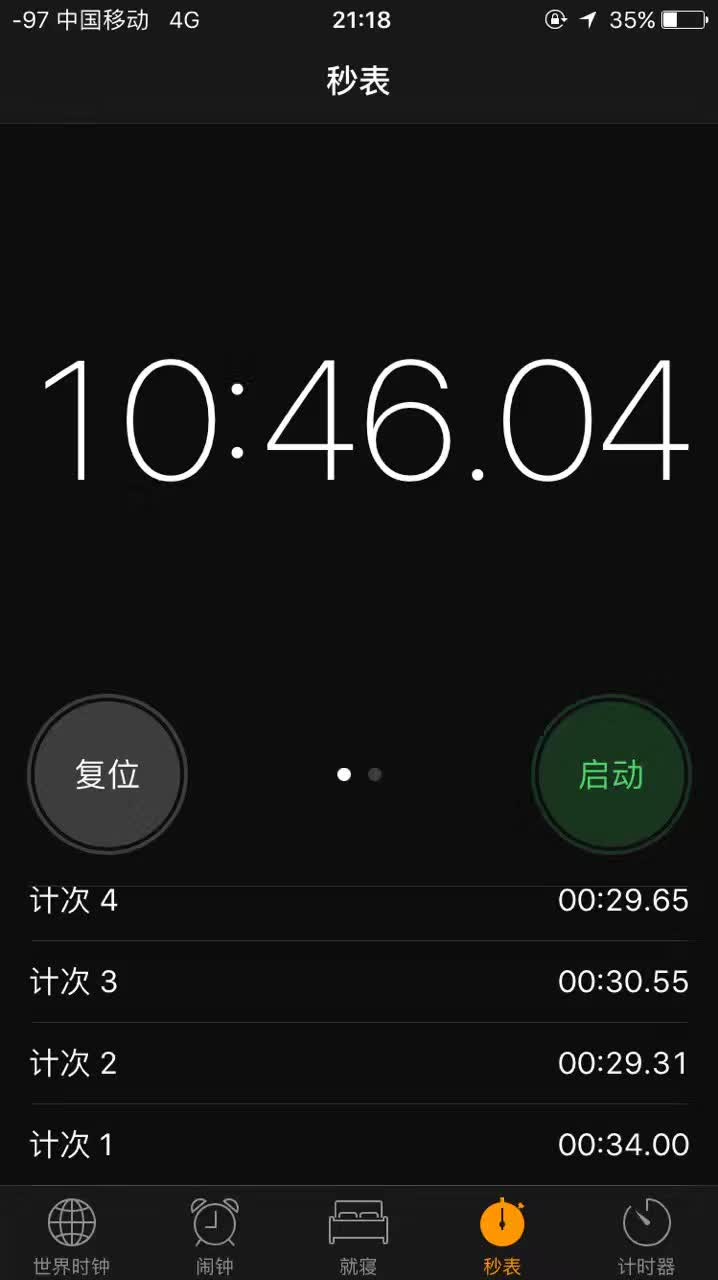 -97 中国移动 4G 21:18 35%
秒表
10:46.04
复位 启动
计次 4 00:29.65
计次 3 00:30.55
计次 2 00:29.31
计次 1 00:34.00
世界时钟 闹钟 就寝 秒表 计时器